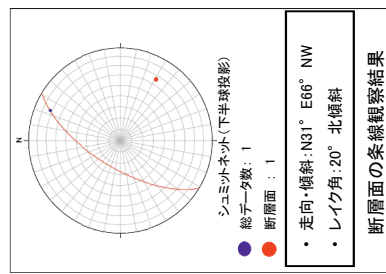 N
シュミットネット(下半球投影)
総データ数: 1
断層面 : 1
・ 走向・傾斜:N31° E66° NW
・ レイク角:20° 北傾斜
断層面の条線観察結果